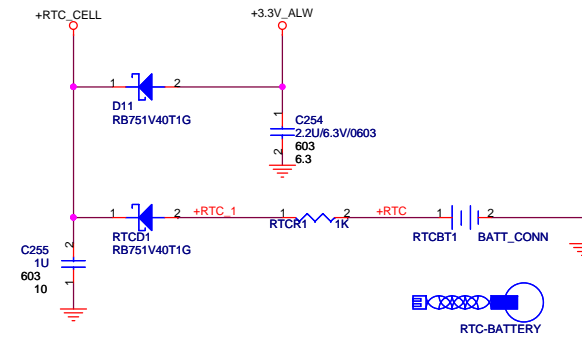 +RTC_CELL
+3.3V_ALW
1
2
D11
RB751V40T1G
1
C254
2.2U/6.3V/0603
603
6.3
2
1
2
+RTC_1
1
2
+RTC
1
2
RTCD1
RB751V40T1G
RTCR1
1K
RTCBT1
BATT_CONN
2
C255
1U
603
10
1
RTC-BATTERY